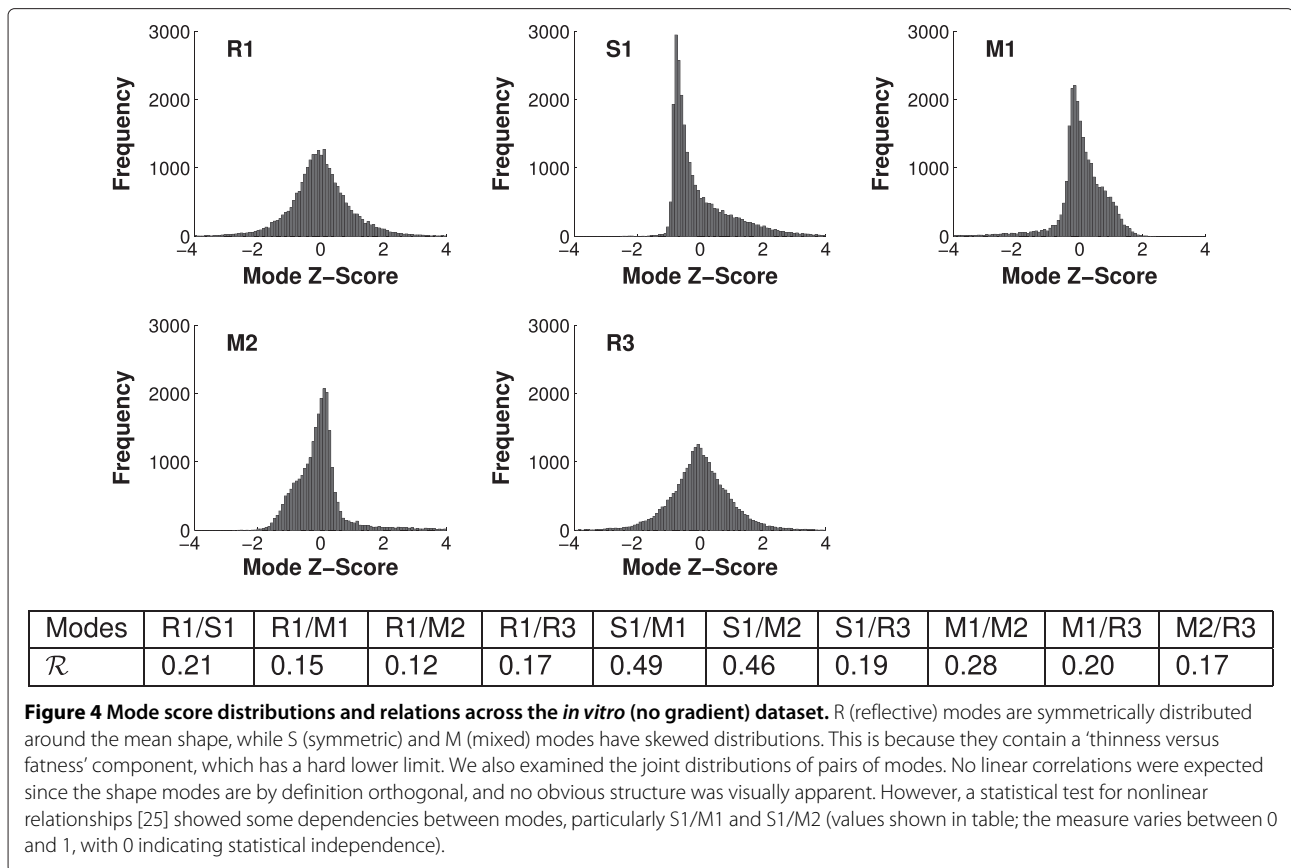 3000
2000
1000
0
−4 −2 0 2 4
Frequency
Mode Z−Score
R1
3000
2000
1000
0
−4 −2 0 2 4
Frequency
Mode Z−Score
S1
3000
2000
1000
0
−4 −2 0 2 4
Frequency
Mode Z−Score
M1
3000
2000
1000
0
−4 −2 0 2 4
Frequency
Mode Z−Score
M2
3000
2000
1000
0
−4 −2 0 2 4
Frequency
Mode Z−Score
R3
Modes R1/S1 R1/M1 R1/M2 R1/R3 S1/M1 S1/M2 S1/R3 M1/M2 M1/R3 M2/R3
ℛ 0.21 0.15 0.12 0.17 0.49 0.46 0.19 0.28 0.20 0.17
Figure 4 Mode score distributions and relations across the in vitro (no gradient) dataset. R (reflective) modes are symmetrically distributed
around the mean shape, while S (symmetric) and M (mixed) modes have skewed distributions. This is because they contain a ‘thinness versus
fatness’ component, which has a hard lower limit. We also examined the joint distributions of pairs of modes. No linear correlations were expected
since the shape modes are by definition orthogonal, and no obvious structure was visually apparent. However, a statistical test for nonlinear
relationships [25] showed some dependencies between modes, particularly S1/M1 and S1/M2 (values shown in table; the measure varies between 0
and 1, with 0 indicating statistical independence).